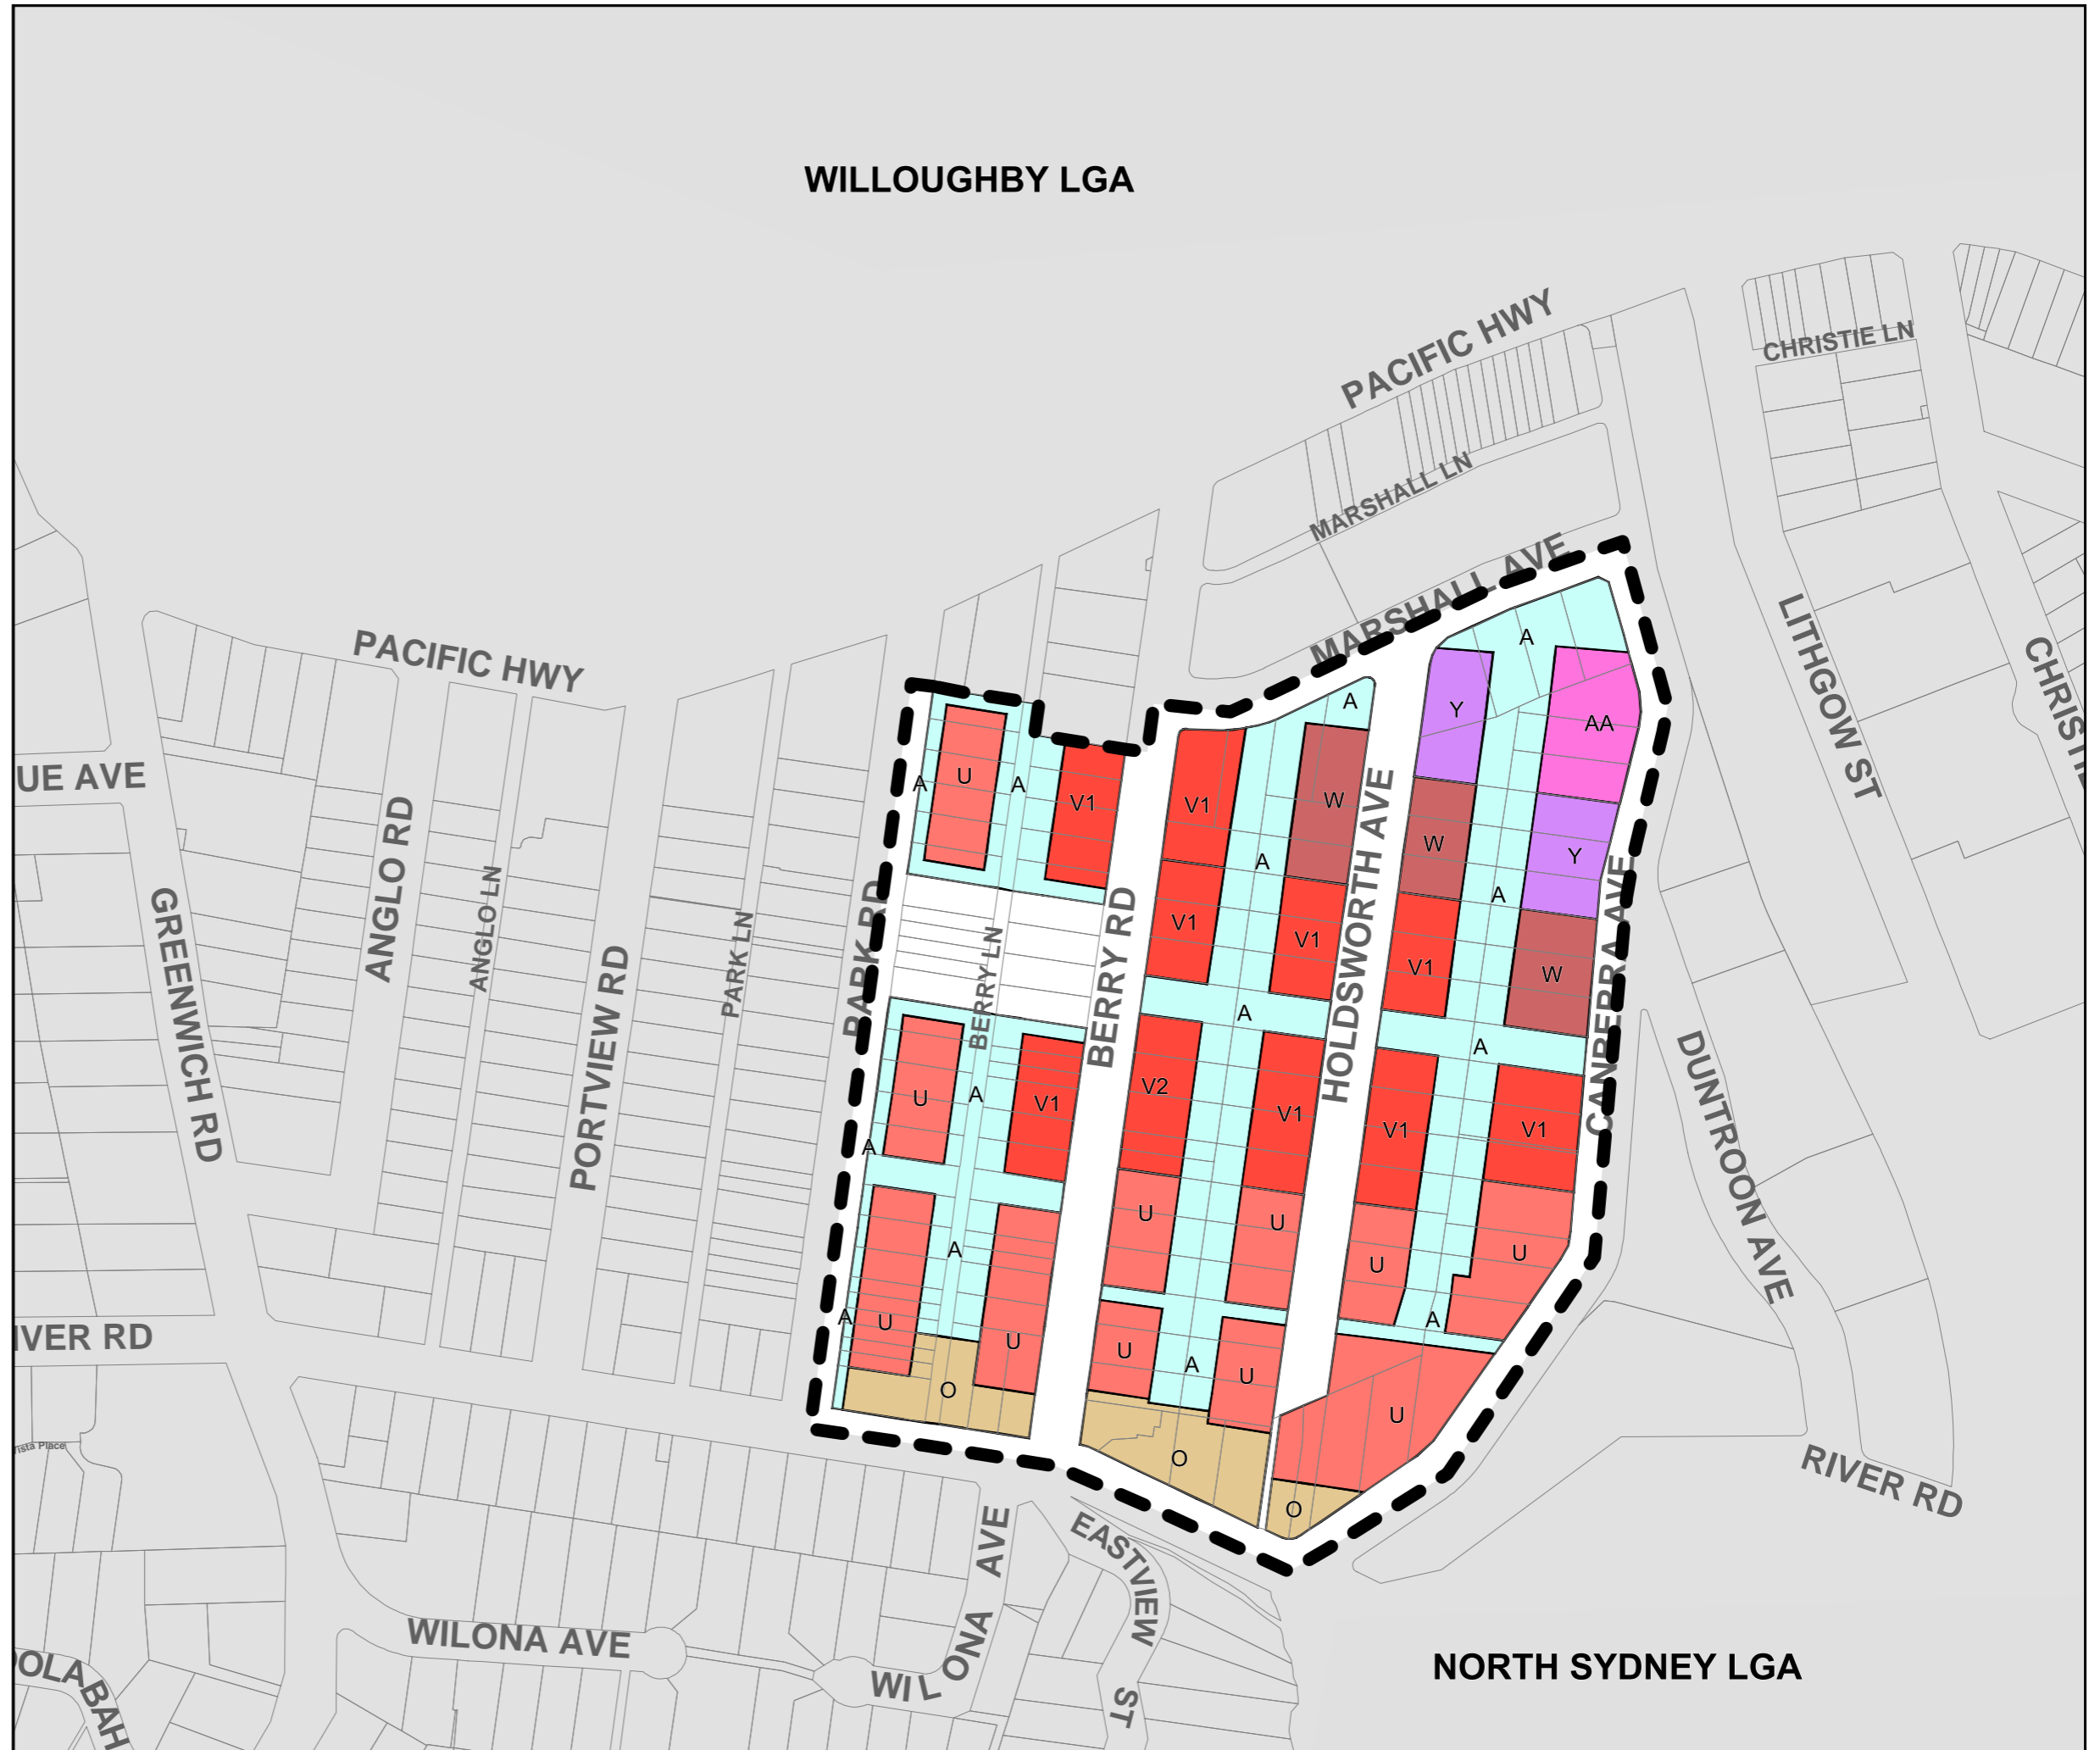 WILLOUGHBY LGA
PACIFIC HWY
CHRISTIE LN
MARSHALL LN
MARSHALL AVE
LITHGOW ST
PACIFIC HWY
A
A
U
A
A
V1
V1
W
Y
AA
UE AVE
ANGLO RD
ANGLO LN
GREENWICH RD
PORTVIEW RD
PARK LN
PARK RD
BERRY LN
BERRY RD
HOLDSWORTH AVE
CANBERRA AVE
W
Y
A
A
V1
V1
V1
W
A
A
U
A
V1
V2
V1
V1
V1
A
DUNTROON AVE
U
U
U
U
A
A
U
U
A
U
A
U
U
O
O
U
O
IVER RD
RIVER RD
EASTVIEW ST
WILONA AVE
WILONA AVE
NORTH SYDNEY LGA